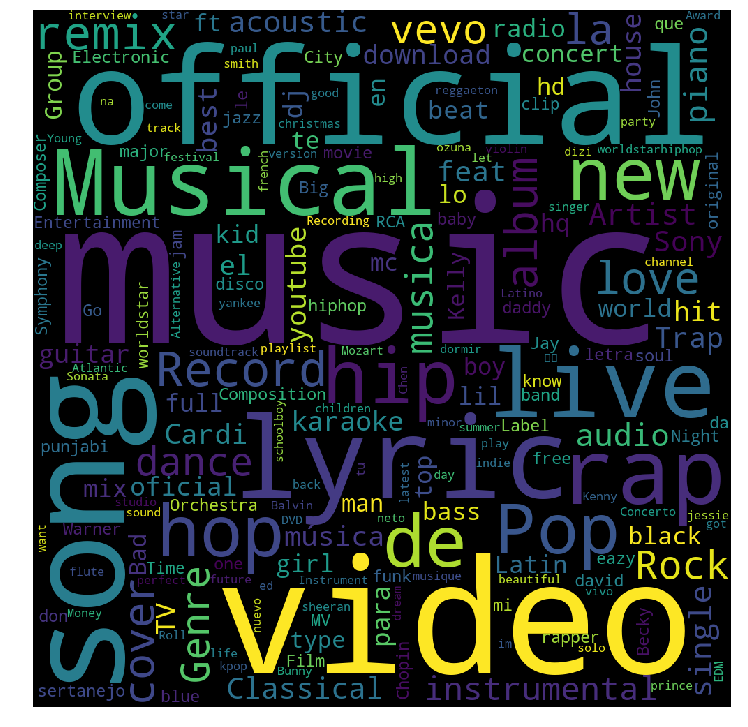 interview
star
Award
remix
ft
acoustic
vevo
radio
la
que
Electronic
paul
smith
City
download
concert
house
Group
official
piano
na
le
come
good
reggaeton
hd
en
beat
clip
John
best
jazz
dj
Young
track
christmas
te
ozuna
violin
party
Composer
major
festival
french
version
movie
feat
let
dizi
worldstarhiphop
Musical
Big
high
lo
new
original
singer
Entertainment
Recording
RCA
baby
album
hq
Artist
deep
jam
kid
mc
Sony
channel
Symphony
el
music
musica
Kelly
Latino
love
disco
youtube
hiphop
daddy
world
hit
Go
yankee
worldstar
Alternative
Jay
Trap
guitar
soundtrack
playlist
Mozart
dormir
letra
soul
Atlantic
Record
hip
boy
live
Sonata
Chen
know
band
full
Composition
lil
children
minor
summer
Label
da
song
Cardi
schoolboy
karaoke
play
audio
Night
punjabi
dance
lyric
rap
mix
oficial
tu
back
latest
top
day
indie
free
studio
sound
Orchestra
Balvin
man
Kenny
Concerto
jessie
Warner
hop
DVD
música
neto
bass
Pop
got
want
Bad
Time
one
girl
de
black
Rock
flute
perfect
future
ed
Instrument
funk
musique
Latin
eazy
beautiful
david
vivo
don
Money
TV
Genre
nuevo
sheeran
para
dream
mi
cover
Roll
life
type
MV
video
rapper
im
solo
Becky
single
kpop
Film
Bunny
Chopin
EDM
sertanejo
blue
Classical
instrumental
prince